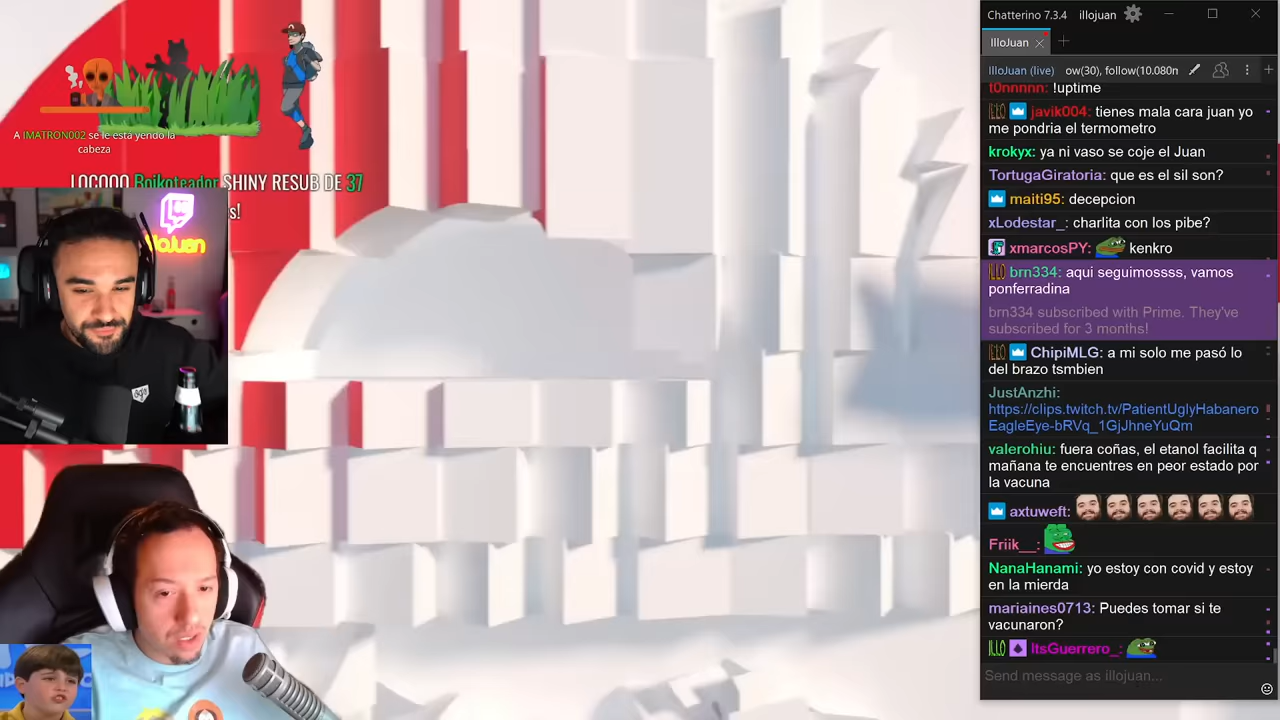 A IMATRON002 se le está yendo la
cabeza
LOCOOO Boikoteador SHINY RESUB DE 37
s!
IlloJuan
Chatterino 7.3.4
illojuan
IlloJuan
IlloJuan (live)
ow(30), follow(10.080n
t0nnnnn: !uptime
javik004: tienes mala cara juan yo
me pondria el termometro
krokyx: ya ni vaso se coje el Juan
TortugaGiratoria: que es el sil son?
maiti95: decepcion
xLodestar_: charlita con los pibe?
xmarcosPY: kenkro
brn334: aqui seguimossss, vamos
ponferradina
brn334 subscribed with Prime. They've
subscribed for 3 months!
ChipiMLG: a mi solo me pasó lo
del brazo tsmbien
JustAnzhi:
https://clips.twitch.tv/PatientUglyHabanero
EagleEye-bRVq_1GjJhneYuQm
valerohiu: fuera coñas, el etanol facilita q
mañana te encuentres en peor estado por
la vacuna
axtuweft:
Friik__:
NanaHanami: yo estoy con covid y estoy
en la mierda
mariaines0713: Puedes tomar si te
vacunaron?
ItsGuerrero_:
Send message as illojuan...